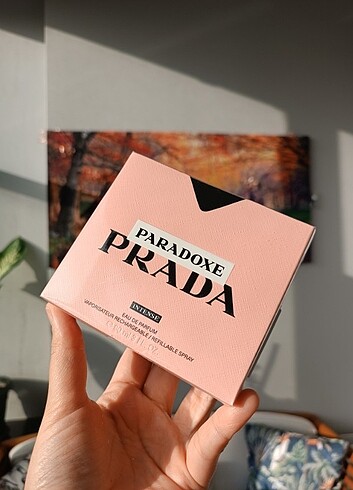 PARADOXE
PRADA
INTENSE
EAU DE PARFUM
VAPORISATEUR RECHARGEABLE / REFILLABLE SPRAY